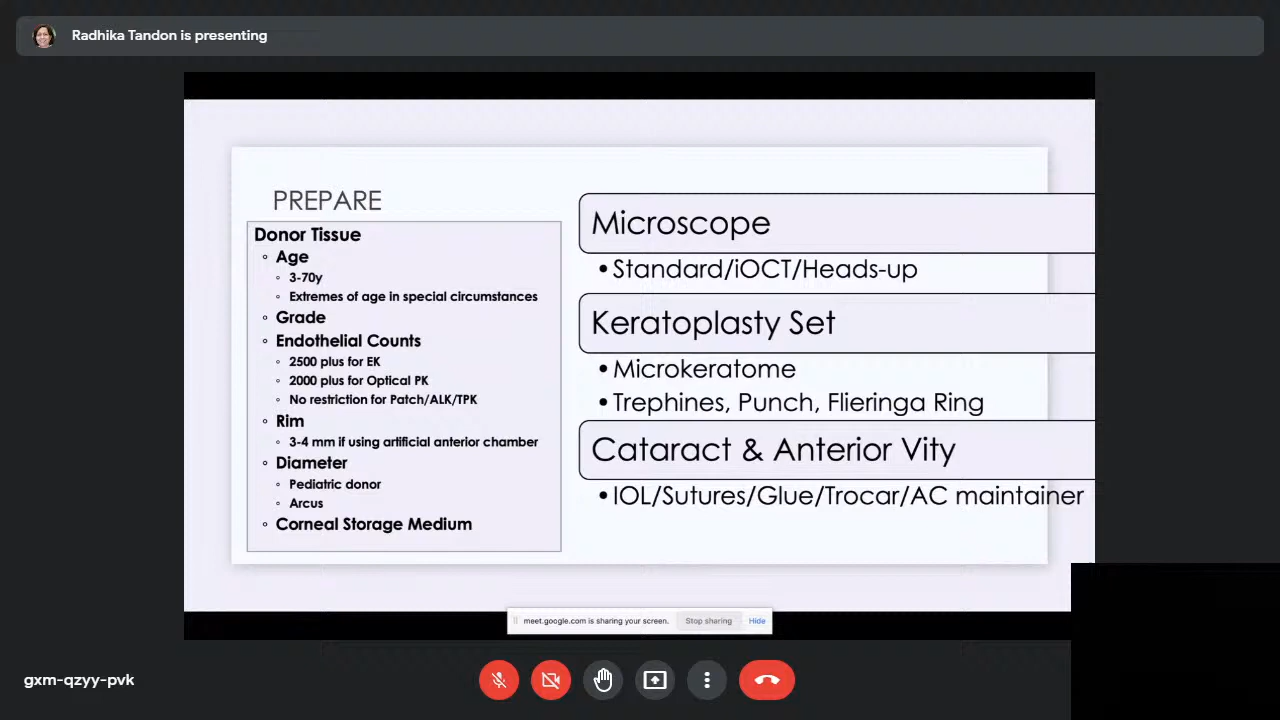 Radhika Tandon is presenting
PREPARE
Donor Tissue
Age
3-70y
Extremes of age in special circumstances
Grade
Endothelial Counts
2500 plus for EK
2000 plus for Optical PK
No restriction for Patch/ALK/TPK
Rim
3-4 mm if using artificial anterior chamber
Diameter
Pediatric donor
Arcus
Corneal Storage Medium
Microscope
•Standard/iOCT/Heads-up
Keratoplasty Set
•Microkeratome
•Trephines, Punch, Flieringa Ring
Cataract & Anterior Vity
•IOL/Sutures/Glue/Trocar/AC maintainer
meet.google.com is sharing your screen. Stop sharing Hide
gxm-qzyy-pvk